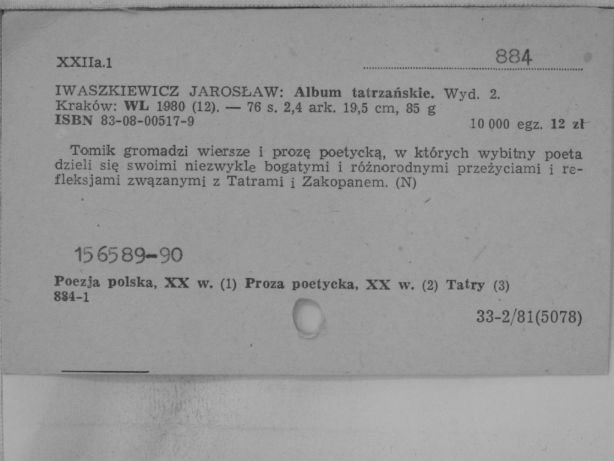 XXIIa.1
884
IWASZKIEWICZ JAROSŁAW: Album tatrzańskie. Wyd. 2.
Kraków: WL 1980 (12). — 76 s. 2,4 ark. 19,5 cm, 85 g
ISBN 83-08-00517-9
10 000 egz. 12 zł
Tomik gromadzi wiersze i prozę poetycką, w których wybitny poeta
dzieli się swoimi niezwykle bogatymi i różnorodnymi przeżyciami i re-
fleksjami zwązanymi z Tatrami i Zakopanem. (N)
156589-90
Poezja polska, XX w. (1) Proza poetycka, XX w. (2) Tatry (3)
884-1
33-2/81(5078)